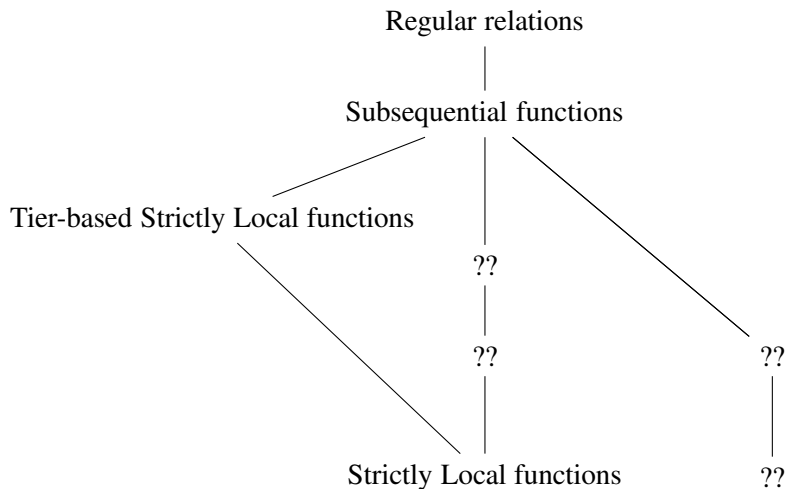 Regular relations
Subsequential functions
Tier-based Strictly Local functions
??
??
??
Strictly Local functions
??